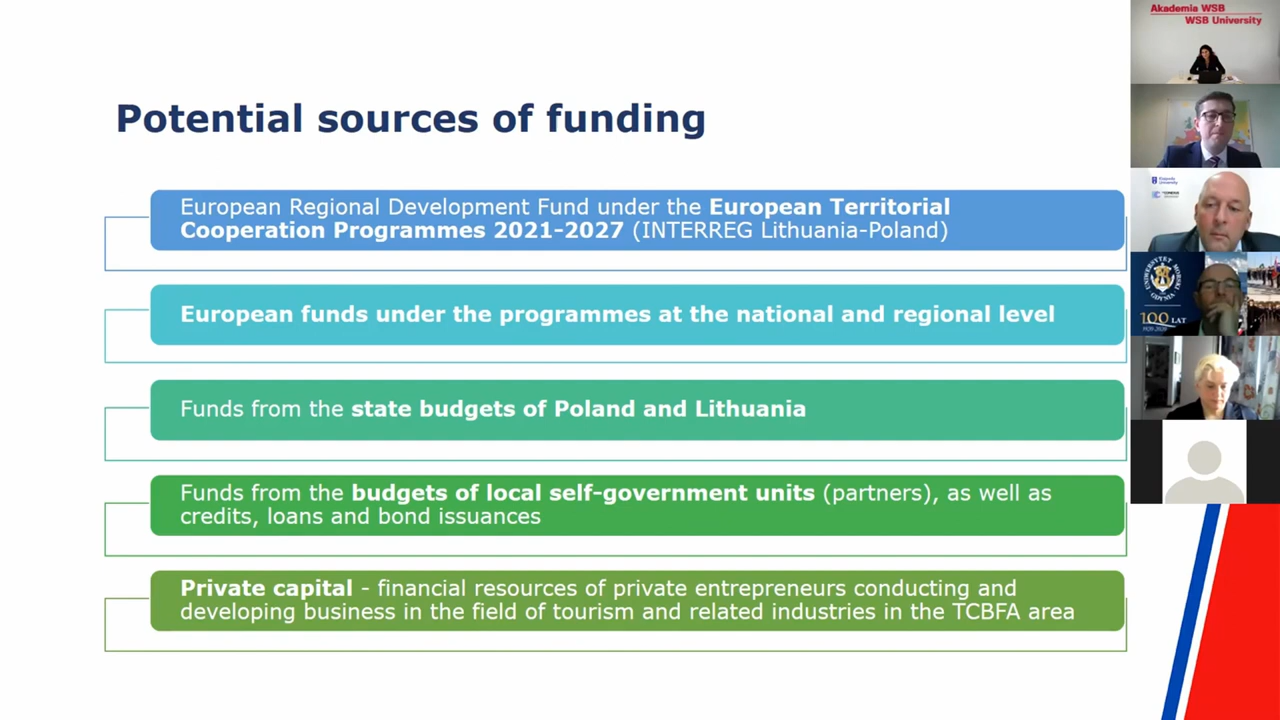 Potential sources of funding
European Regional Development Fund under the European Territorial
Cooperation Programmes 2021-2027 (INTERREG Lithuania-Poland)
European funds under the programmes at the national and regional level
Funds from the state budgets of Poland and Lithuania
Funds from the budgets of local self-government units (partners), as well as
credits, loans and bond issuances
Private capital - financial resources of private entrepreneurs conducting and
developing business in the field of tourism and related industries in the TCBFA area
Akademia WSB
WSB University
UNIWERSYTET MORSKI
GDYNIA
100 LAT